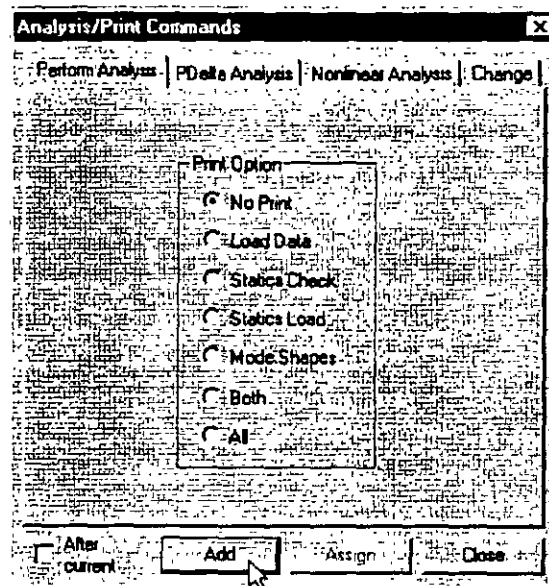 Analysis/Print Commands
Perform Analysis PDelta Analysis Nonlinear Analysis Change
Print Option
No Print
Load Data
Statics Check
Statics Load
Mode Shapes
Both
All
After current
Add Assign Close